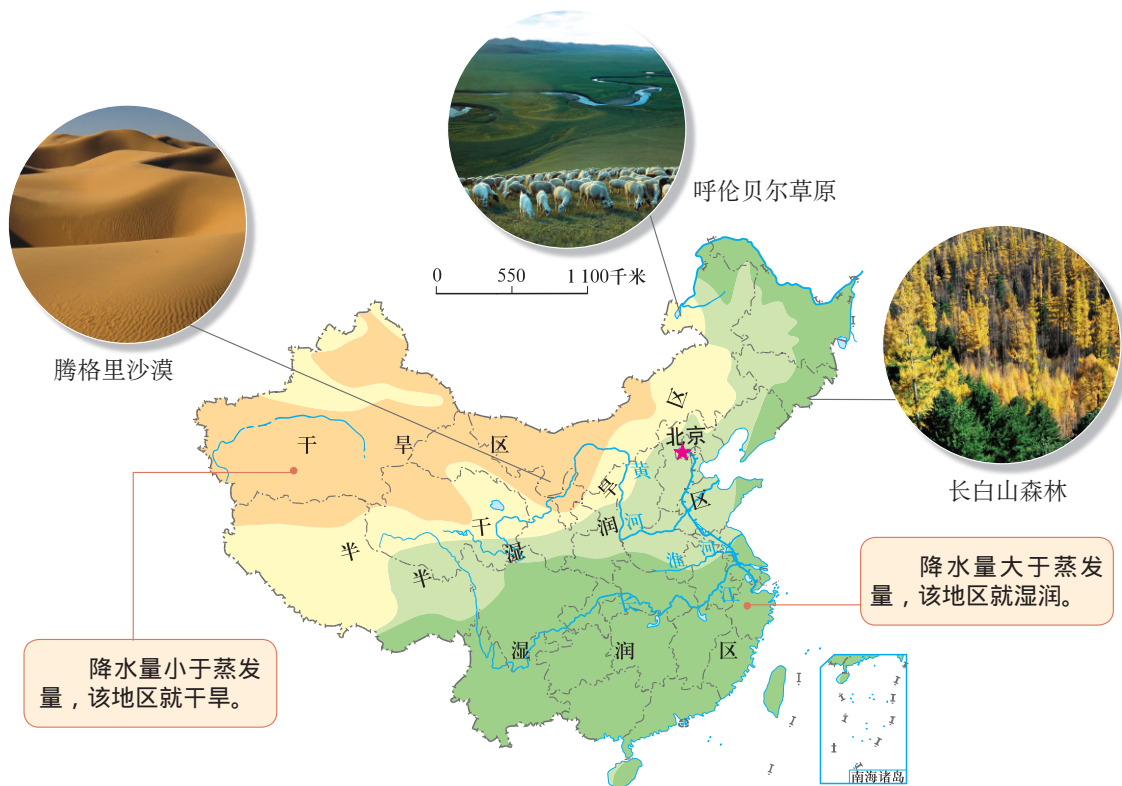 呼伦贝尔草原
0 550 1 100千米
腾格里沙漠
长白山森林
北京
干旱区
半干旱区
半湿润区
湿润区
黄河
淮河
长江
降水量大于蒸发
量，该地区就湿润。
降水量小于蒸发
量，该地区就干旱。
南海诸岛